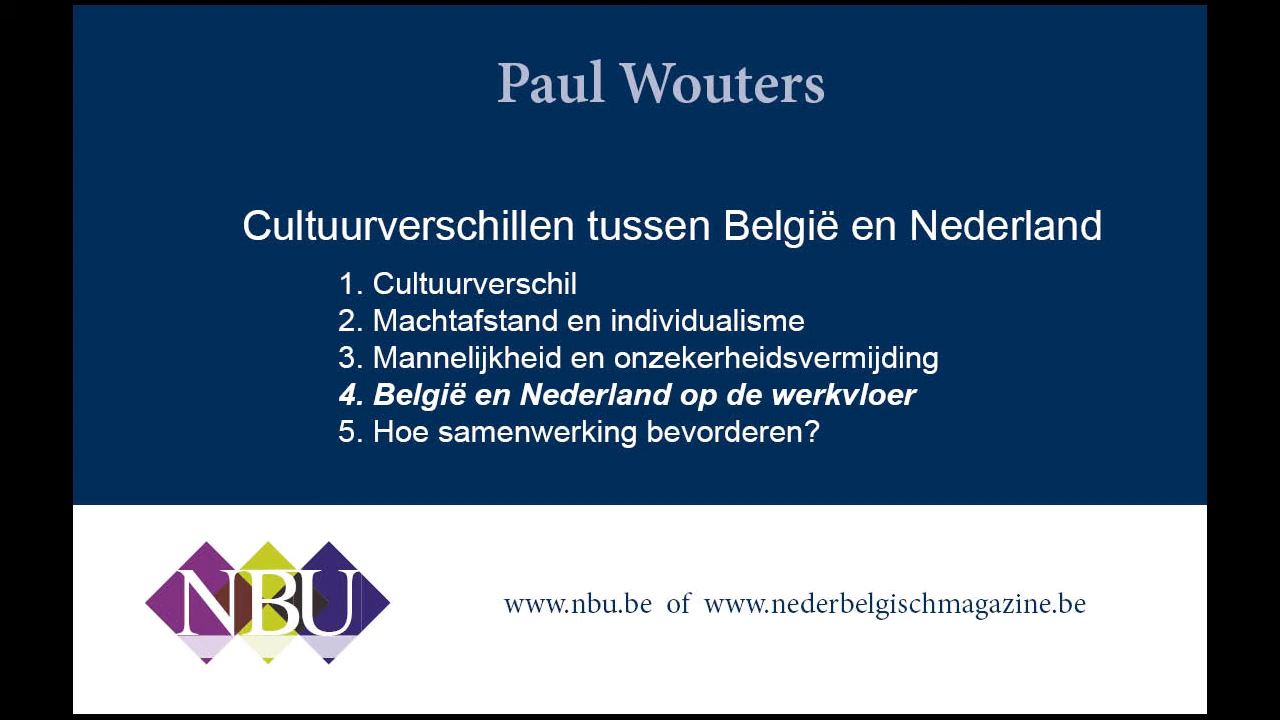 Paul Wouters
Cultuurverschillen tussen België en Nederland
1. Cultuurverschil
2. Machtafstand en individualisme
3. Mannelijkheid en onzekerheidsvermijding
4. België en Nederland op de werkvloer
5. Hoe samenwerking bevorderen?
NBU
www.nbu.be of www.nederbelgischmagazine.be